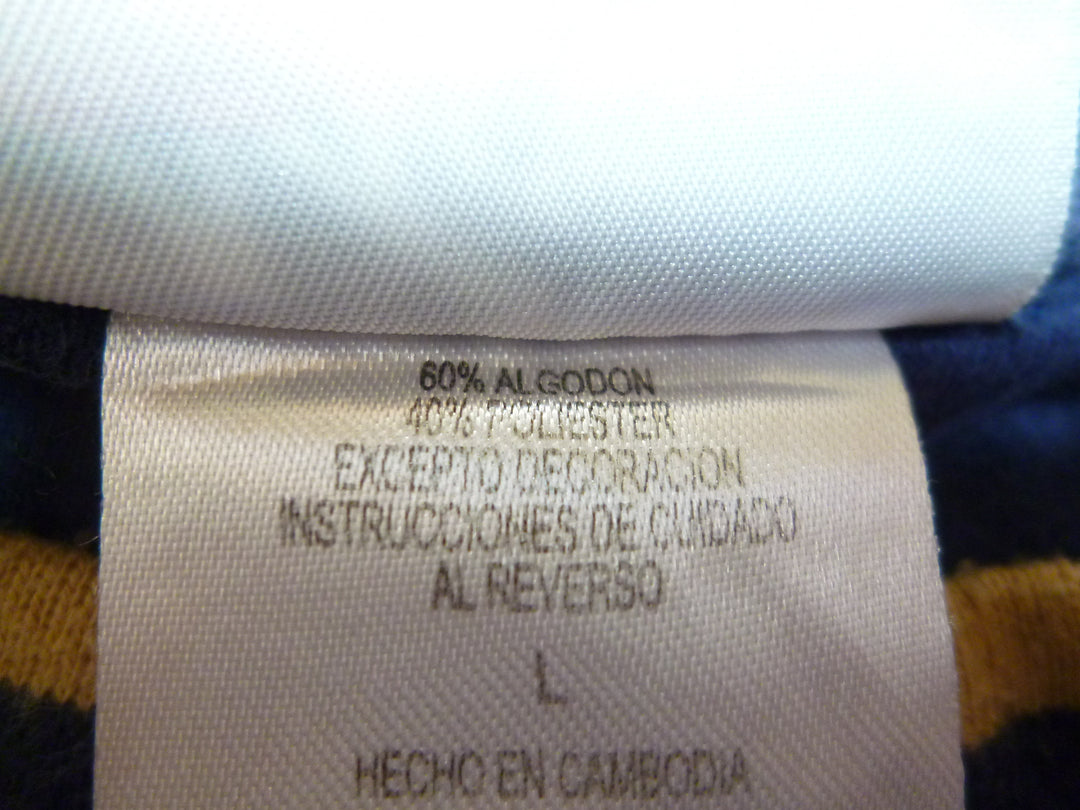 60% ALGODON
40% POLIESTER
EXCEPTO DECORACION
INSTRUCCIONES DE CUIDADO
AL REVERSO
L
HECHO EN CAMBODIA